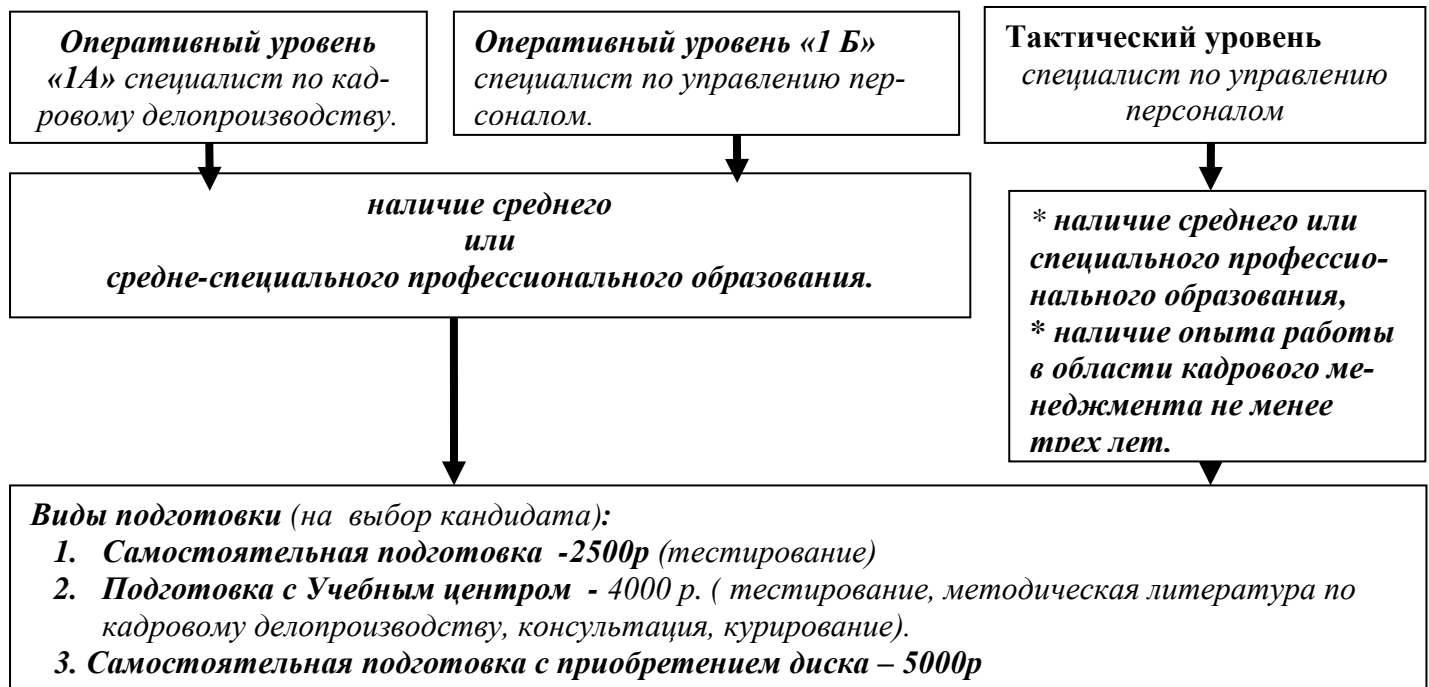 Оперативный уровень
«1А» специалист по кад-
ровому делопроизводству.
Оперативный уровень «1 Б»
специалист по управлению пер-
соналом.
Тактический уровень
специалист по управлению
персоналом
наличие среднего
или
средне-специального профессионального образования.
* наличие среднего или
специального профессио-
нального образования,
* наличие опыта работы
в области кадрового ме-
неджмента не менее
трех лет.
Виды подготовки (на выбор кандидата):
1. Самостоятельная подготовка -2500р (тестирование)
2. Подготовка с Учебным центром - 4000 р. ( тестирование, методическая литература по
кадровому делопроизводству, консультация, курирование).
3. Самостоятельная подготовка с приобретением диска – 5000р